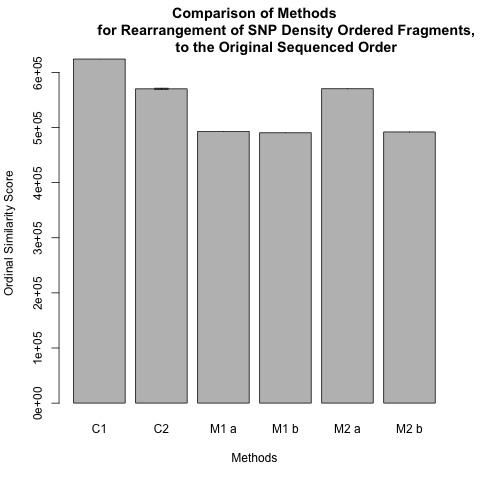 Comparison of Methods
for Rearrangement of SNP Density Ordered Fragments,
to the Original Sequenced Order
Ordinal Similarity Score
6e+05
5e+05
4e+05
3e+05
2e+05
1e+05
0e+00
C1 C2 M1 a M1 b M2 a M2 b
Methods